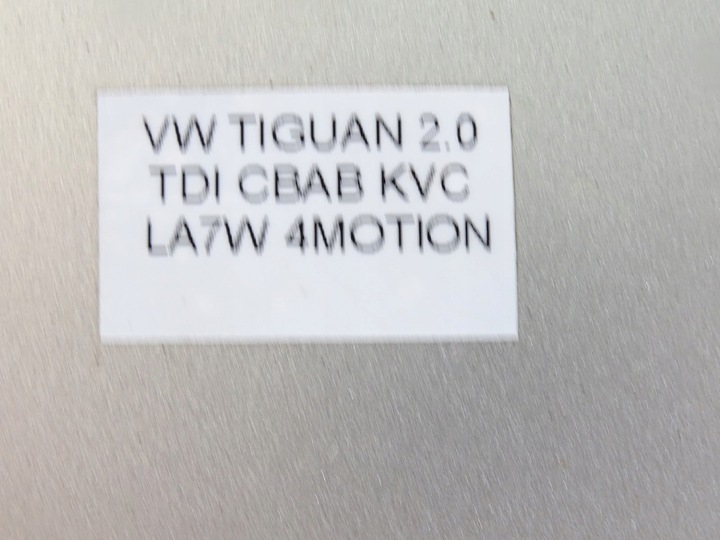 VW TIGUAN 2.0
TDI CBAB KVC
LA7W 4MOTION